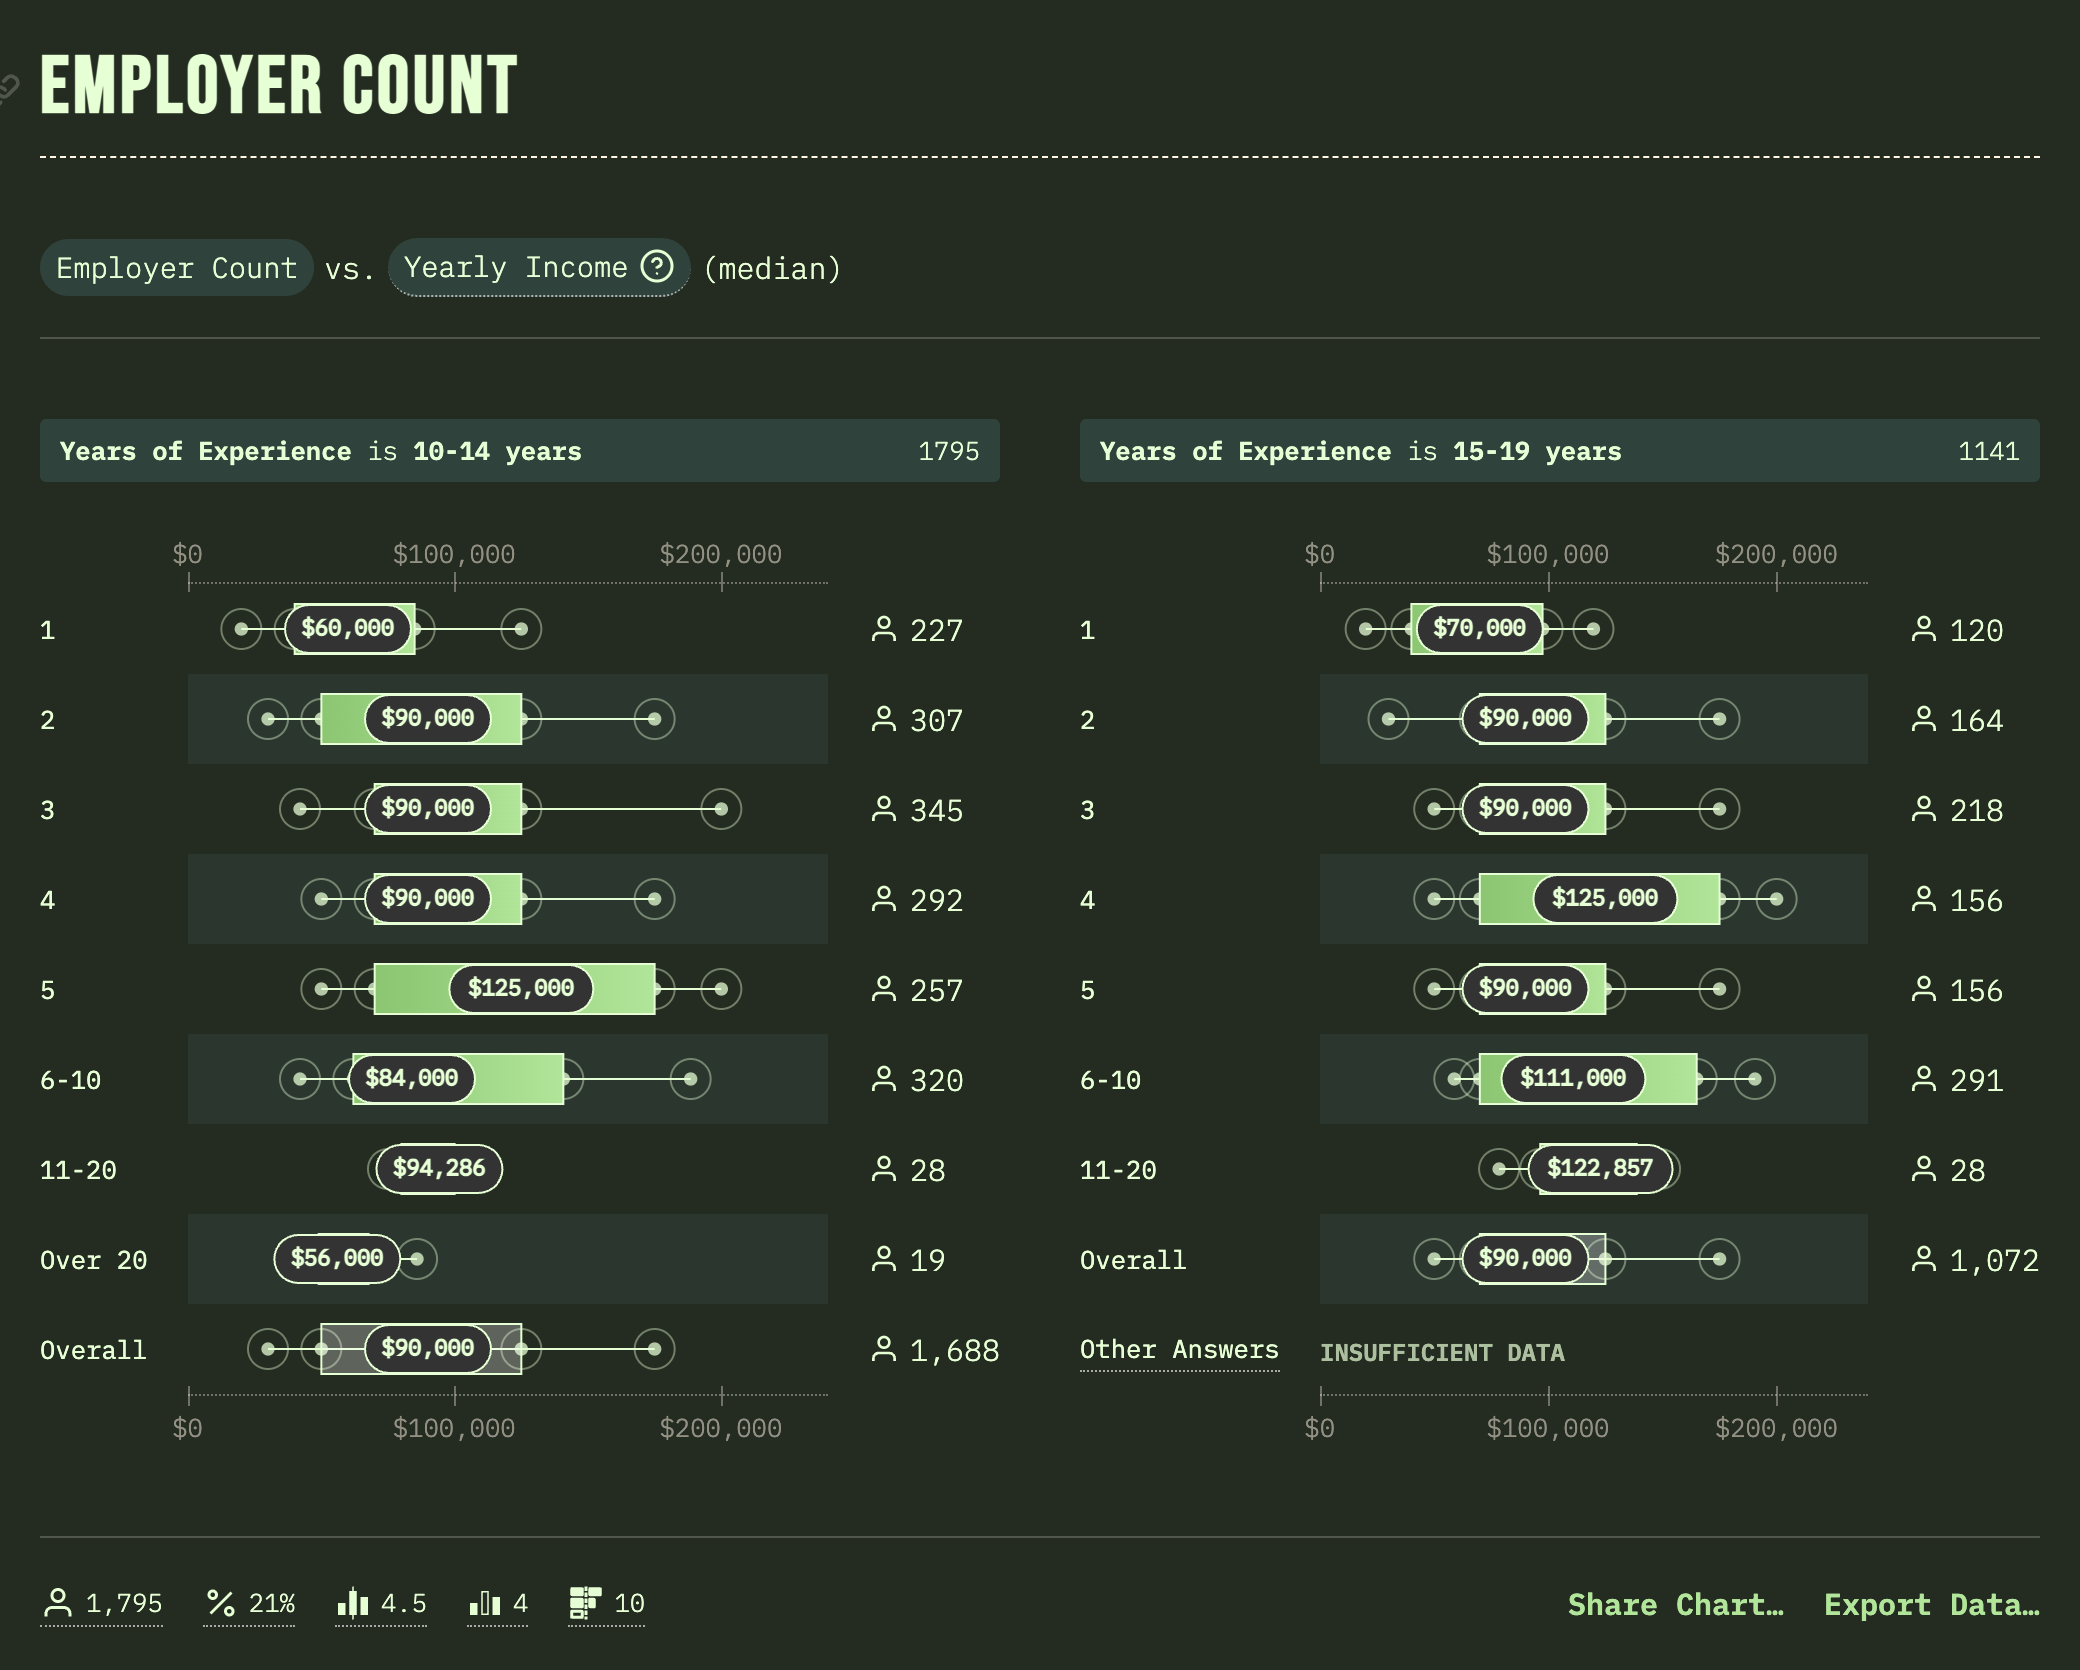 EMPLOYER COUNT
Employer Count vs. Yearly Income ? (median)
Years of Experience is 10-14 years 1795
$0 $100,000 $200,000
1 $60,000 227
2 $90,000 307
3 $90,000 345
4 $90,000 292
5 $125,000 257
6-10 $84,000 320
11-20 $94,286 28
Over 20 $56,000 19
Overall $90,000 1,688
$0 $100,000 $200,000
Years of Experience is 15-19 years 1141
$0 $100,000 $200,000
1 $70,000 120
2 $90,000 164
3 $90,000 218
4 $125,000 156
5 $90,000 156
6-10 $111,000 291
11-20 $122,857 28
Overall $90,000 1,072
Other Answers INSUFFICIENT DATA
$0 $100,000 $200,000
1,795 21% 4.5 4 10 Share Chart… Export Data…